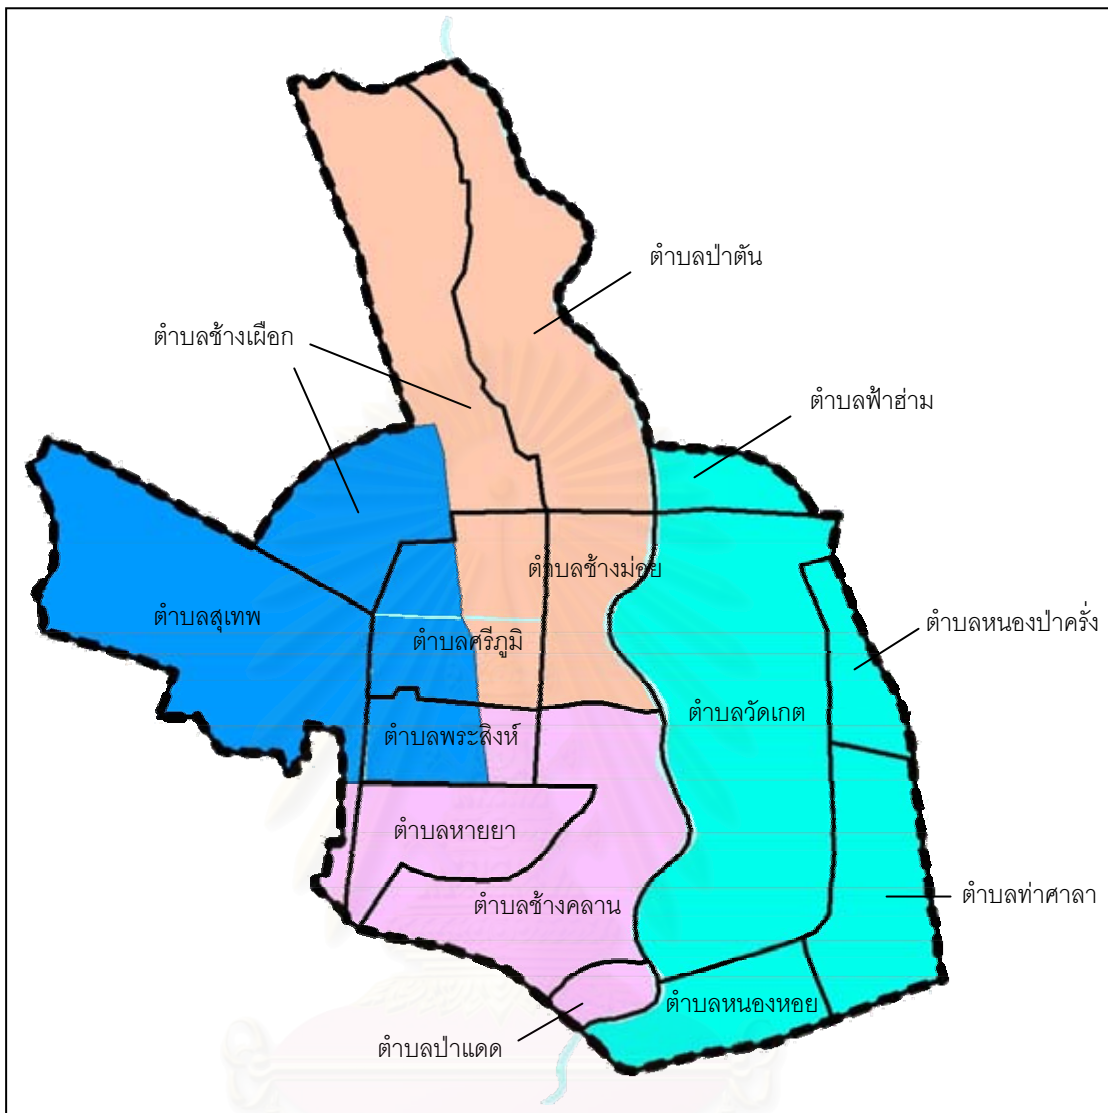 ตำบลป่าตัน
ตำบลช้างเผือก
ตำบลฟ้าฮ่าม
ตำบลช้างม่อย
ตำบลสุเทพ
ตำบลหนองป่าครั่ง
ตำบลศรีภูมิ
ตำบลวัดเกต
ตำบลพระสิงห์
ตำบลหายยา
ตำบลท่าศาลา
ตำบลช้างคลาน
ตำบลหนองหอย
ตำบลป่าแดด